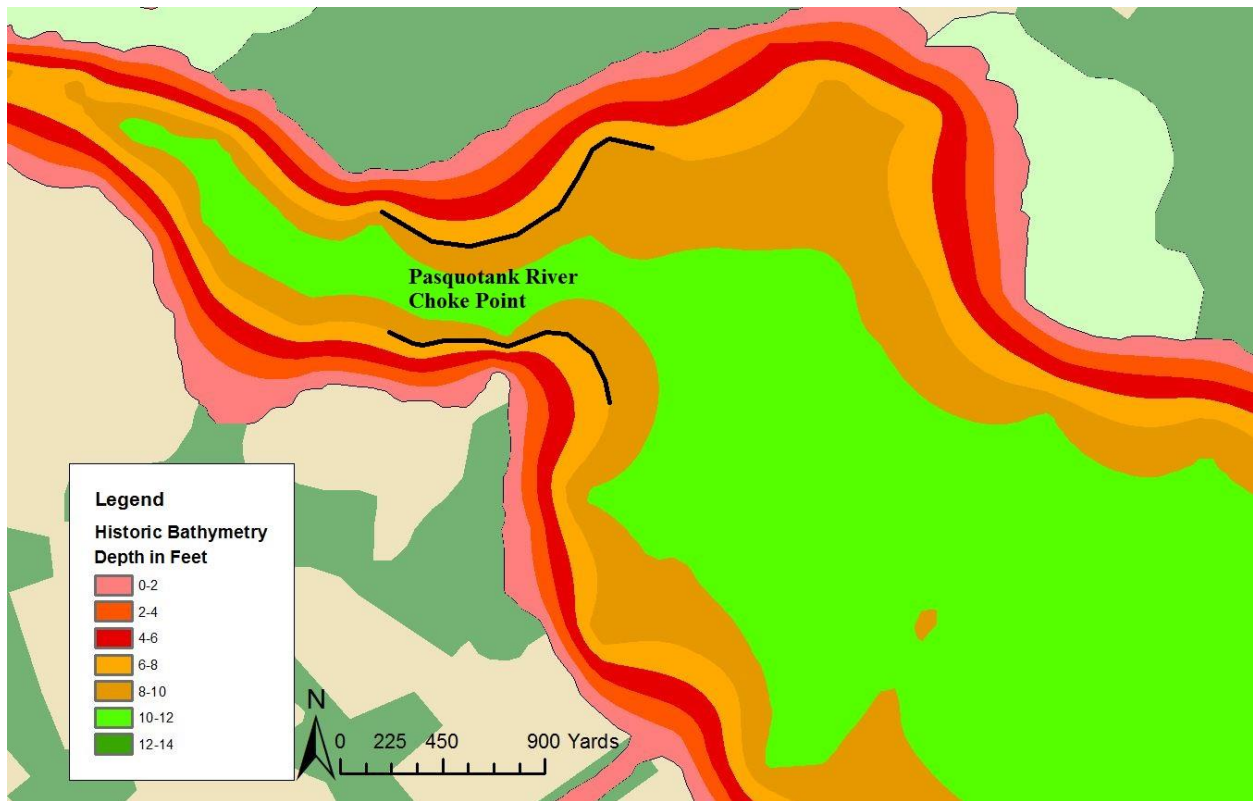 Pasquotank River
Choke Point
Legend
Historic Bathymetry
Depth in Feet
0-2
2-4
4-6
6-8
8-10
10-12
12-14
N
0 225 450 900 Yards